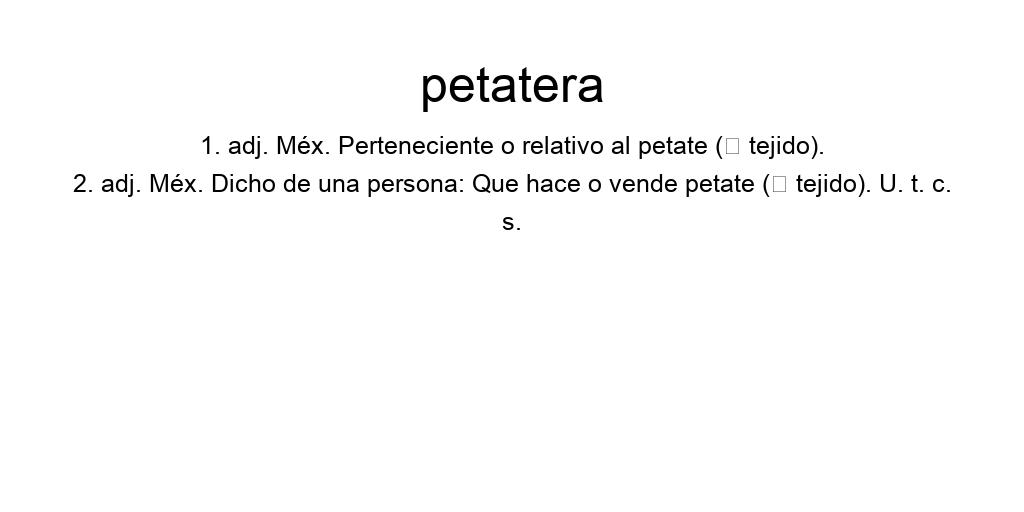 petatera
1. adj. Méx. Perteneciente o relativo al petate (□ tejido).
2. adj. Méx. Dicho de una persona: Que hace o vende petate (□ tejido). U. t. c.
s.